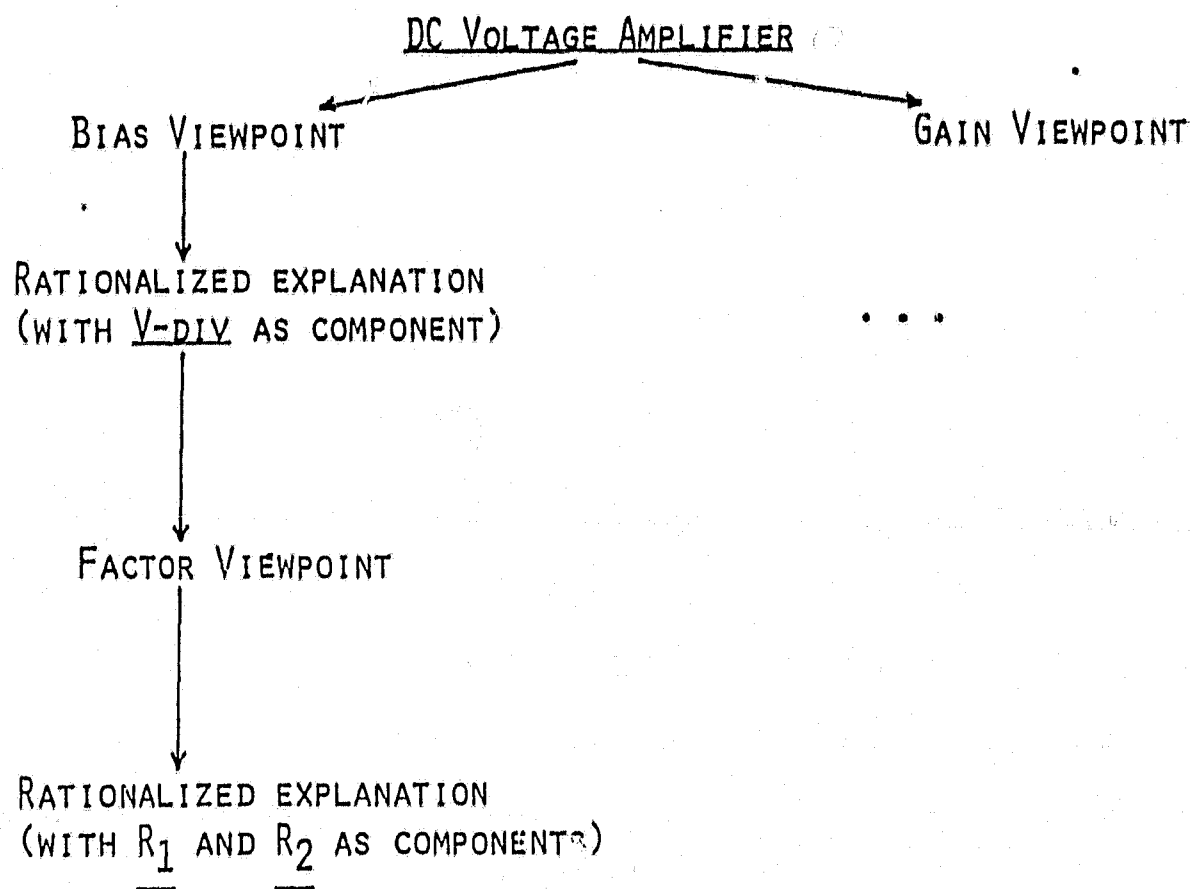 DC VOLTAGE AMPLIFIER
BIAS VIEWPOINT
GAIN VIEWPOINT
RATIONALIZED EXPLANATION
(WITH V-DIV AS COMPONENT)
. . .
FACTOR VIEWPOINT
RATIONALIZED EXPLANATION
(WITH R1 AND R2 AS COMPONENTS)